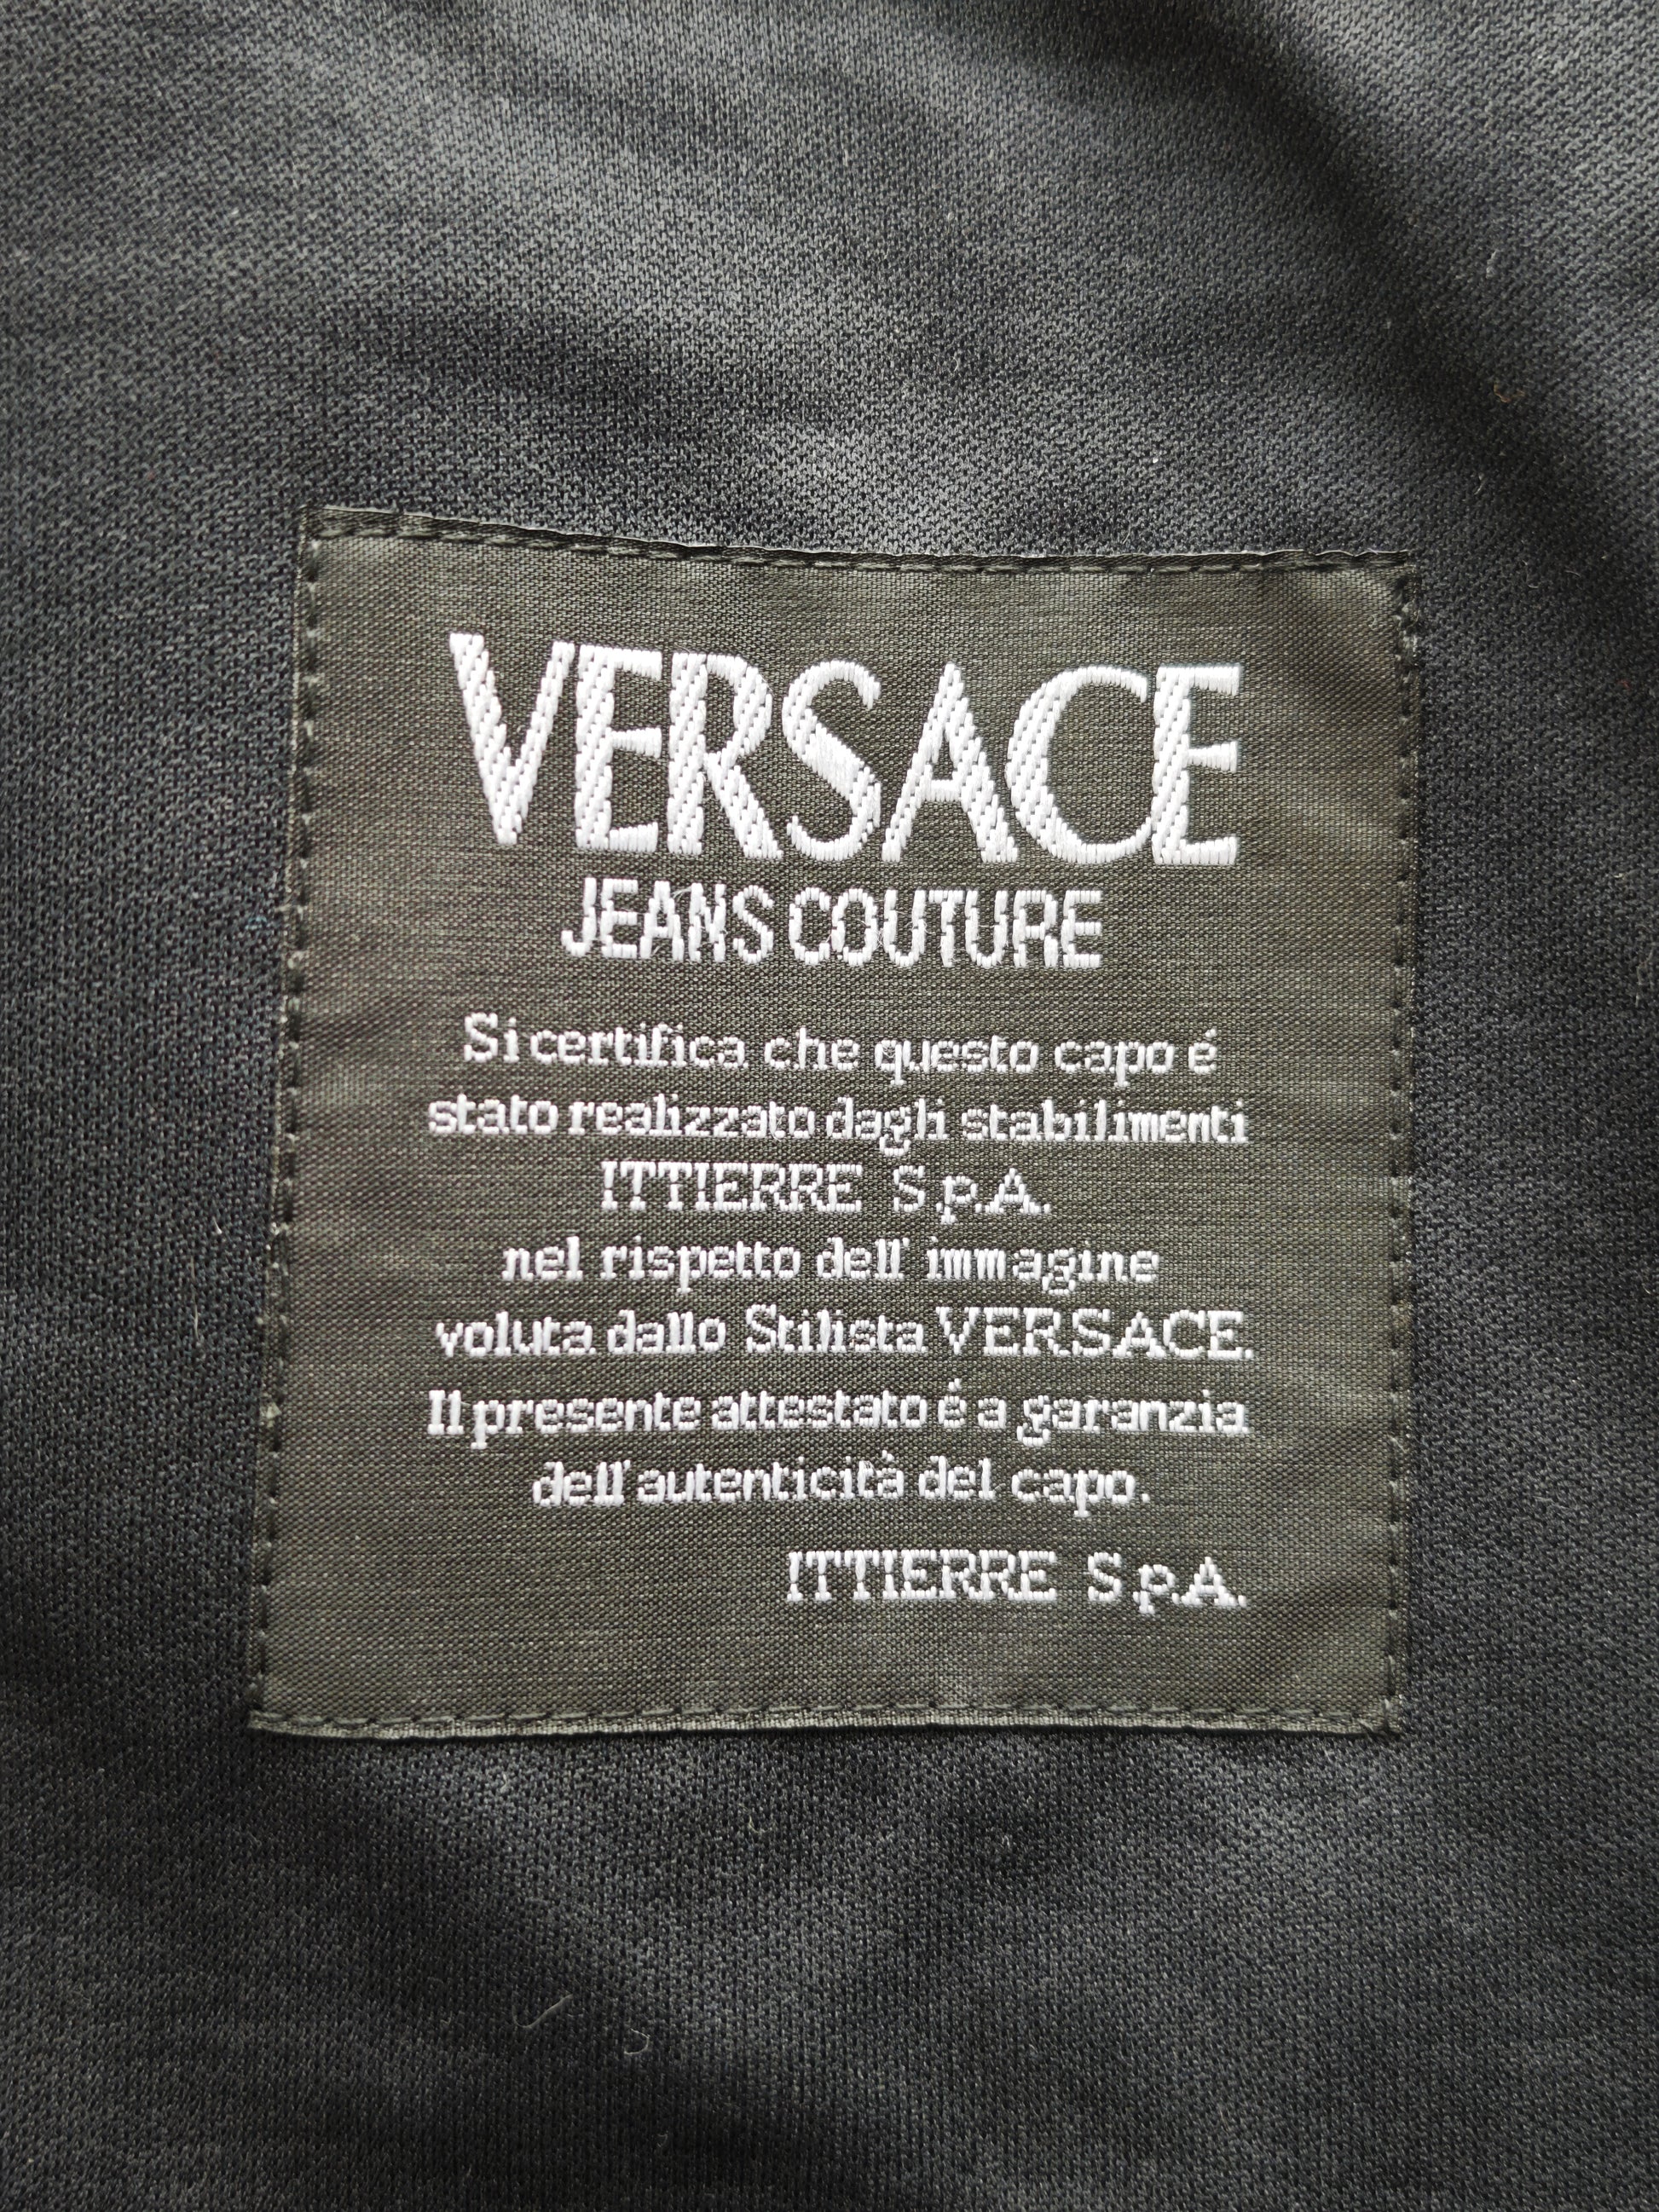 VERSACE
JEANS COUTURE
Si certifica che questo capo é
stato realizzato dagli stabilimenti
ITTIERRE S.p.A.
nel rispetto dell'immagine
voluta dallo Stilista VERSACE.
Il presente attestato é a garanzia
dell'autenticità del capo.
ITTIERRE S.p.A.